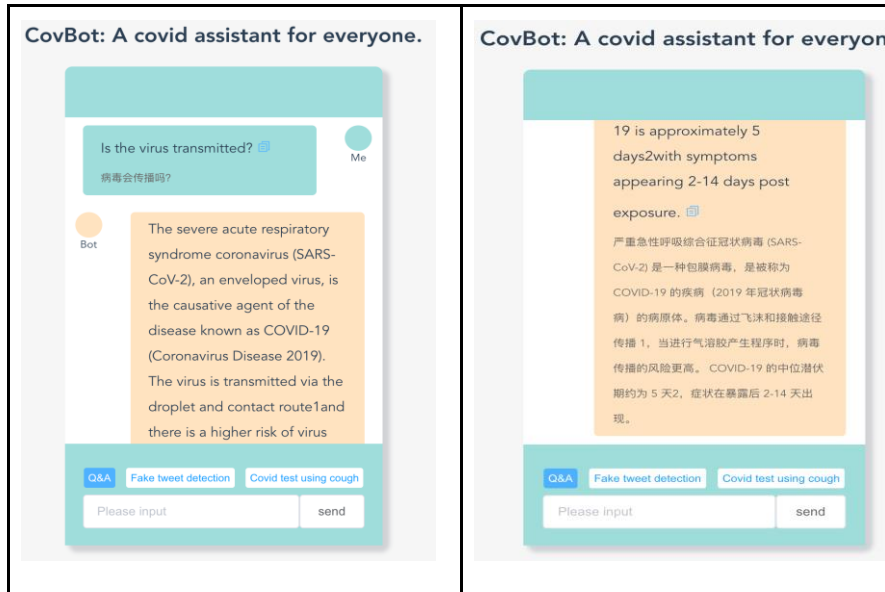 CovBot: A covid assistant for everyone.
Is the virus transmitted?
病毒会传播吗?
Me
Bot
The severe acute respiratory
syndrome coronavirus (SARS-
CoV-2), an enveloped virus, is
the causative agent of the
disease known as COVID-19
(Coronavirus Disease 2019).
The virus is transmitted via the
droplet and contact route1and
there is a higher risk of virus
Q&A Fake tweet detection Covid test using cough
Please input send
CovBot: A covid assistant for everyon
19 is approximately 5
days2with symptoms
appearing 2-14 days post
exposure.
严重急性呼吸综合征冠状病毒 (SARS-
CoV-2) 是一种包膜病毒，是被称为
COVID-19 的疾病（2019 年冠状病毒
病）的病原体。病毒通过飞沫和接触途径
传播 1，当进行气溶胶产生程序时，病毒
传播的风险更高。 COVID-19 的中位潜伏
期约为 5 天2，症状在暴露后 2-14 天出
现。
Q&A Fake tweet detection Covid test using cough
Please input send